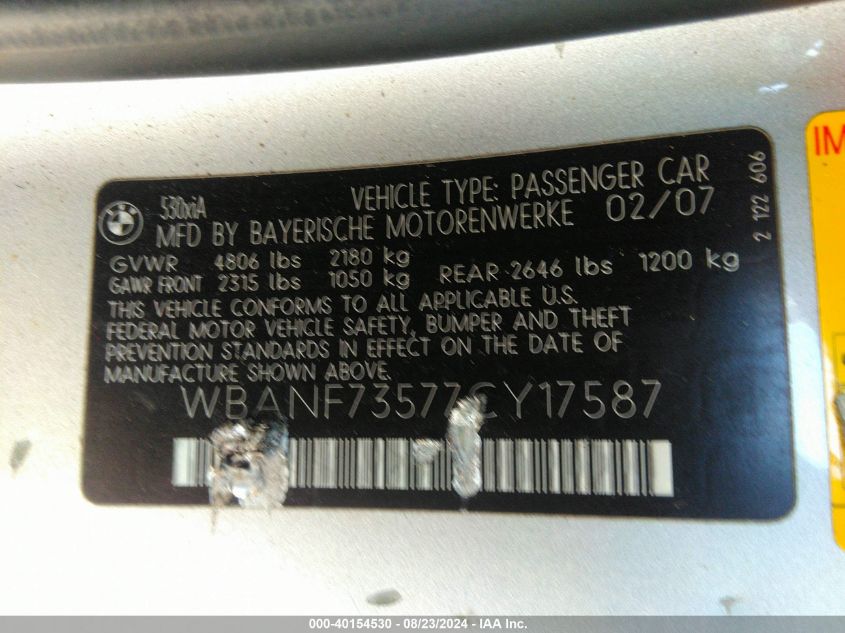 530xiA
VEHICLE TYPE: PASSENGER CAR
MFD BY BAYERISCHE MOTORENWERKE 02/07
GVWR 4806 lbs 2180 kg
GAWR FRONT 2315 lbs 1050 kg REAR 2646 lbs 1200 kg
THIS VEHICLE CONFORMS TO ALL APPLICABLE U.S.
FEDERAL MOTOR VEHICLE SAFETY, BUMPER AND THEFT
PREVENTION STANDARDS IN EFFECT ON THE DATE OF
MANUFACTURE SHOWN ABOVE.
WBANF73577CY17587
2 122 606
IM
000-40154530 - 08/23/2024 - IAA Inc.